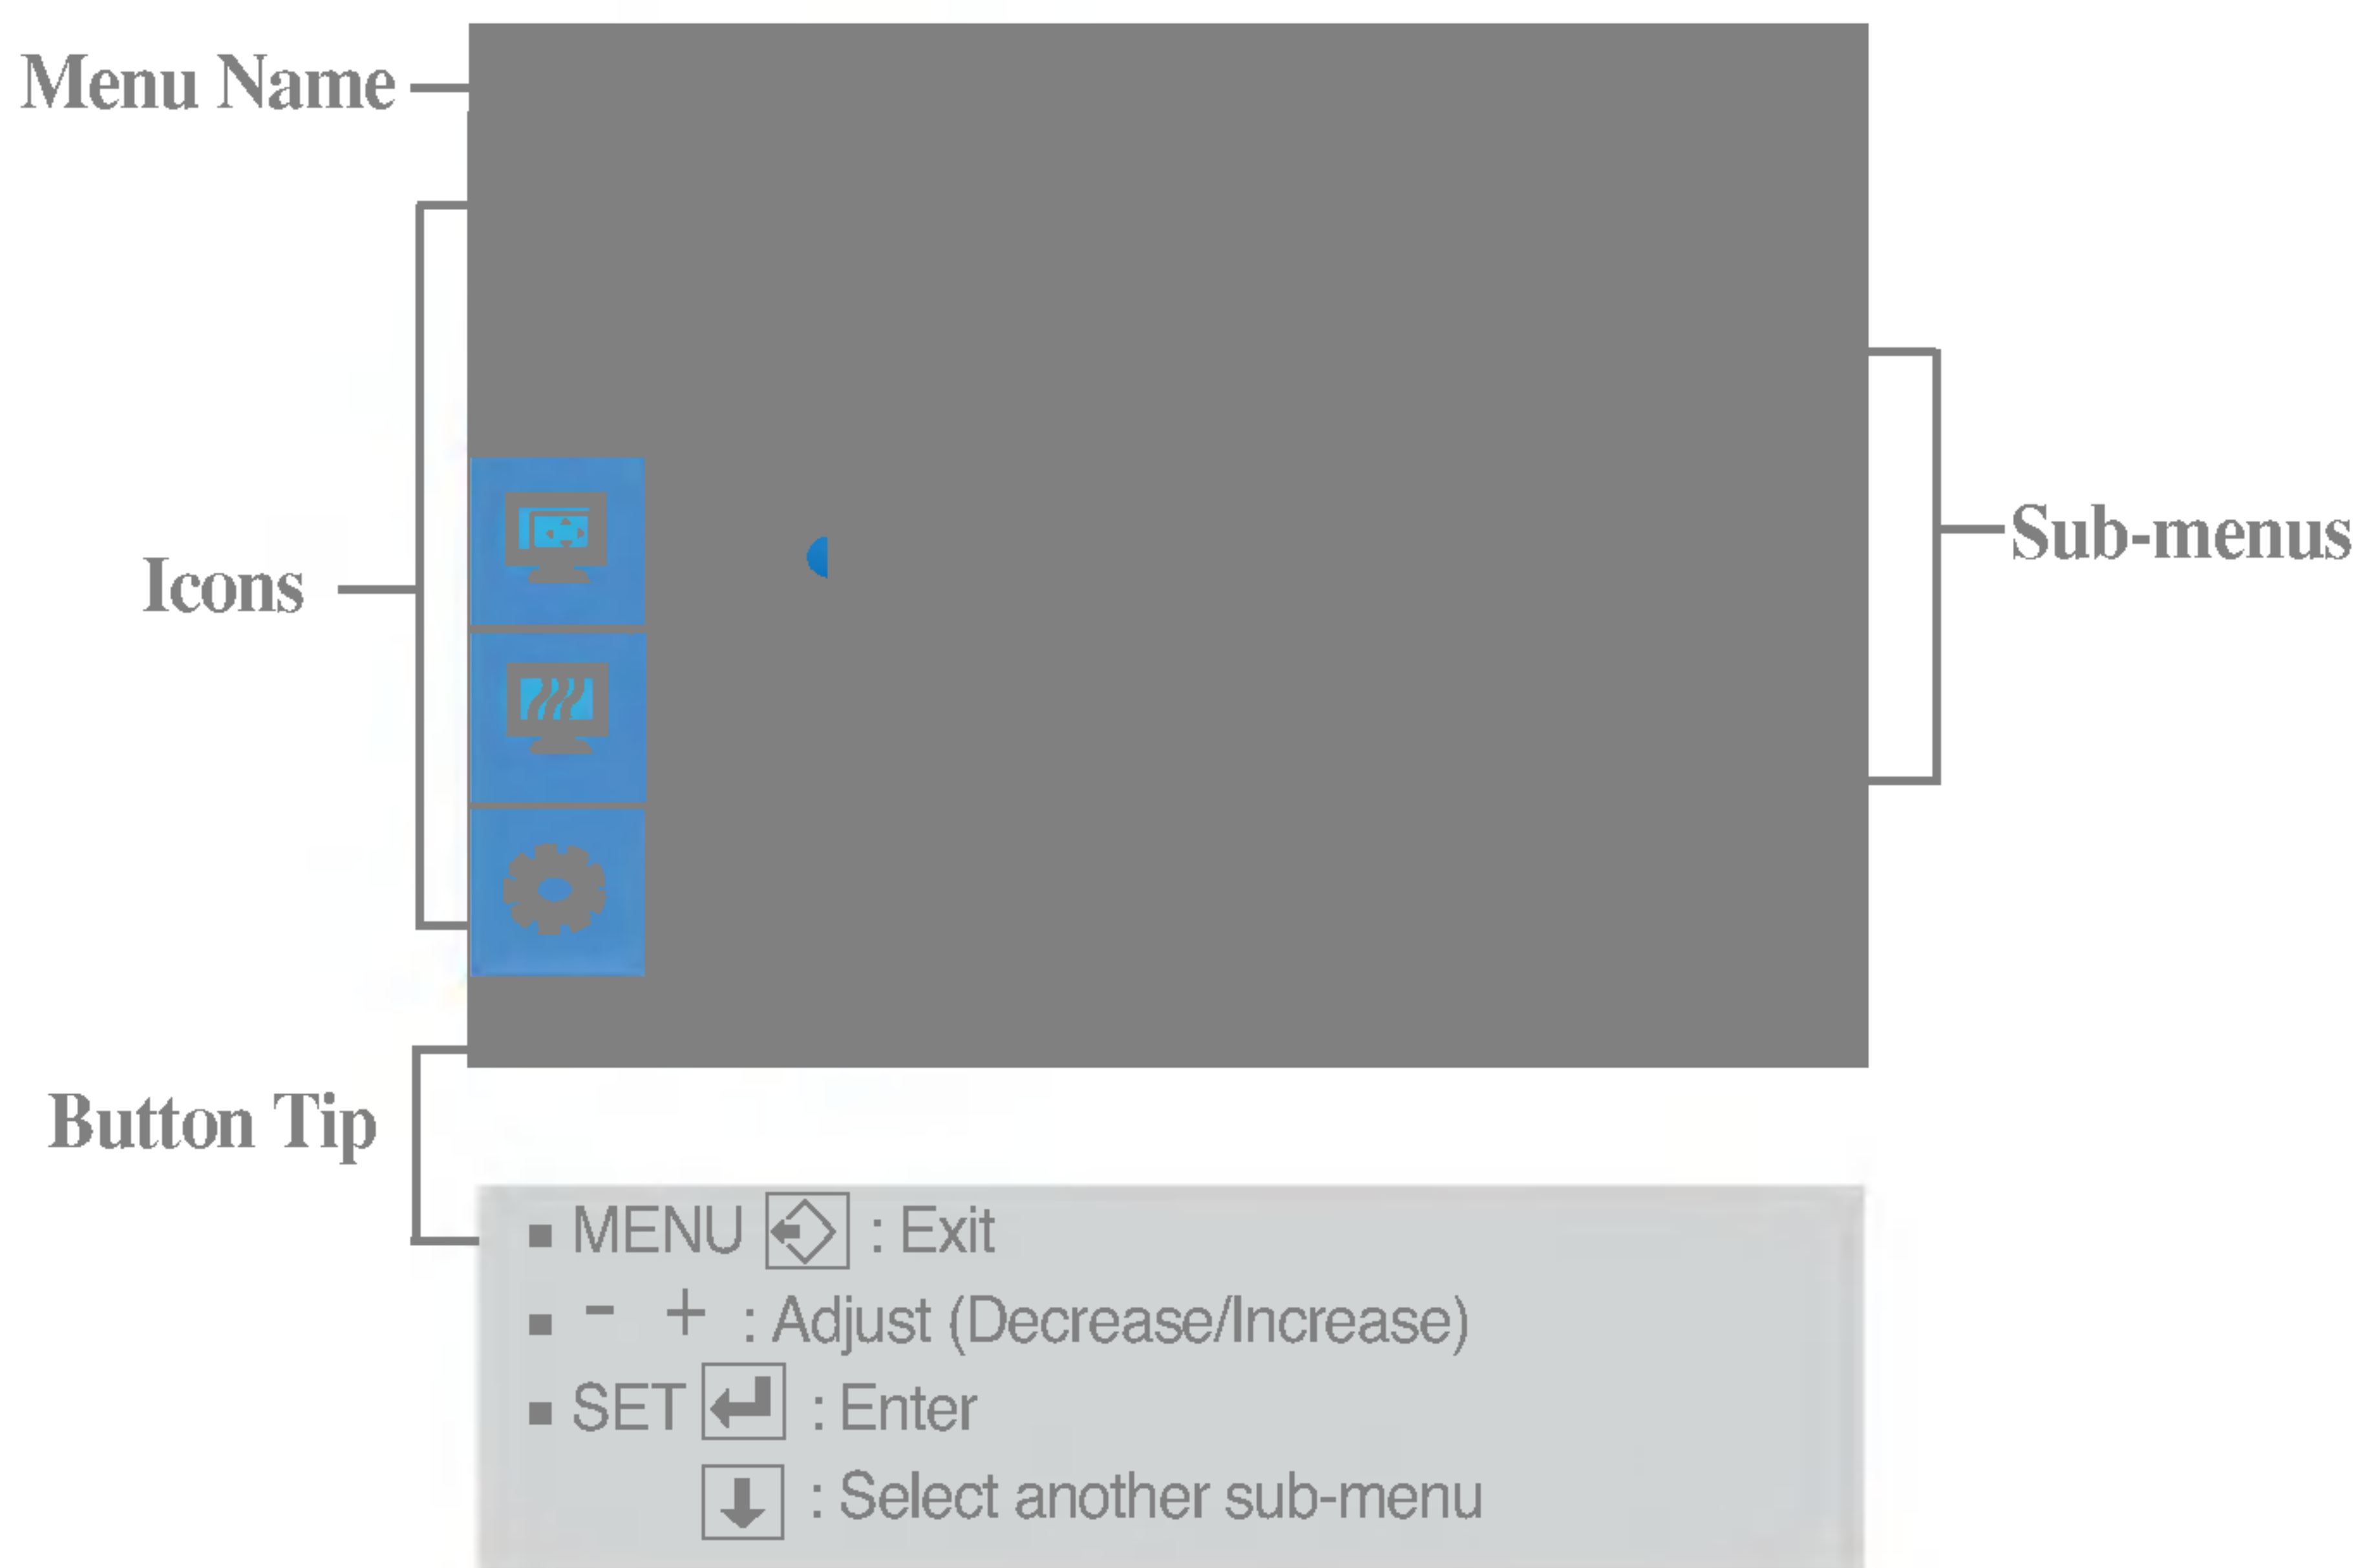 Menu Name
Icons
Sub-menus
Button Tip
■ MENU : Exit
■ - + : Adjust (Decrease/Increase)
■ SET : Enter
: Select another sub-menu